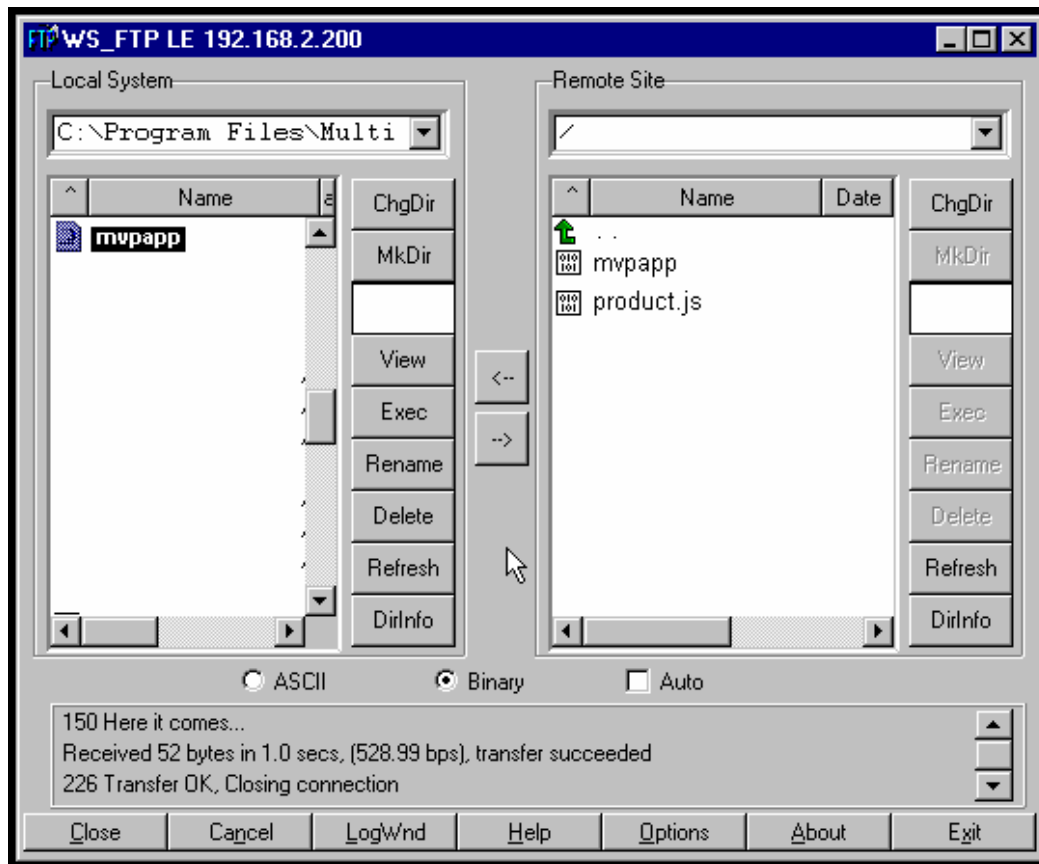 WS_FTP LE 192.168.2.200
Local System
C:\Program Files\Multi
^ Name
mvpapp
ChgDir
MkDir
View
Exec
Rename
Delete
Refresh
DirInfo
<--
-->
Remote Site
/
^ Name Date
..
mvpapp
product.js
ChgDir
MkDir
View
Exec
Rename
Delete
Refresh
DirInfo
ASCII Binary Auto
150 Here it comes...
Received 52 bytes in 1.0 secs, (528.99 bps), transfer succeeded
226 Transfer OK, Closing connection
Close Cancel LogWnd Help Options About Exit